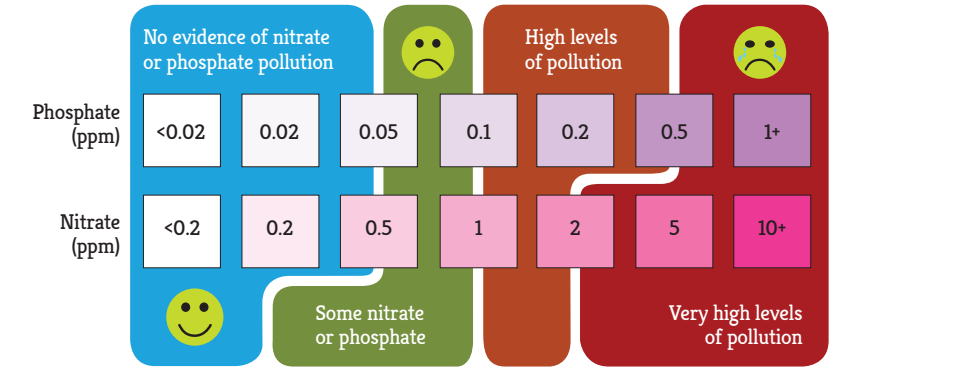 No evidence of nitrate
or phosphate pollution
High levels
of pollution
Phosphate
(ppm)
<0.02
0.02
0.05
0.1
0.2
0.5
1+
Nitrate
(ppm)
<0.2
0.2
0.5
1
2
5
10+
Some nitrate
or phosphate
Very high levels
of pollution